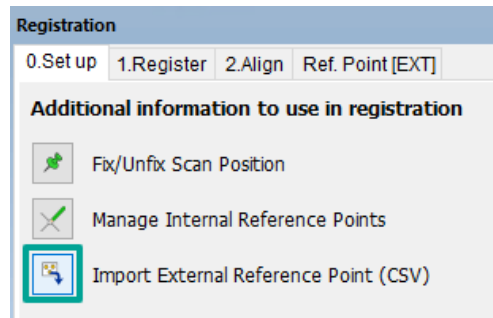 Registration
0.Set up 1.Register 2.Align Ref. Point [EXT]
Additional information to use in registration
Fix/Unfix Scan Position
Manage Internal Reference Points
Import External Reference Point (CSV)